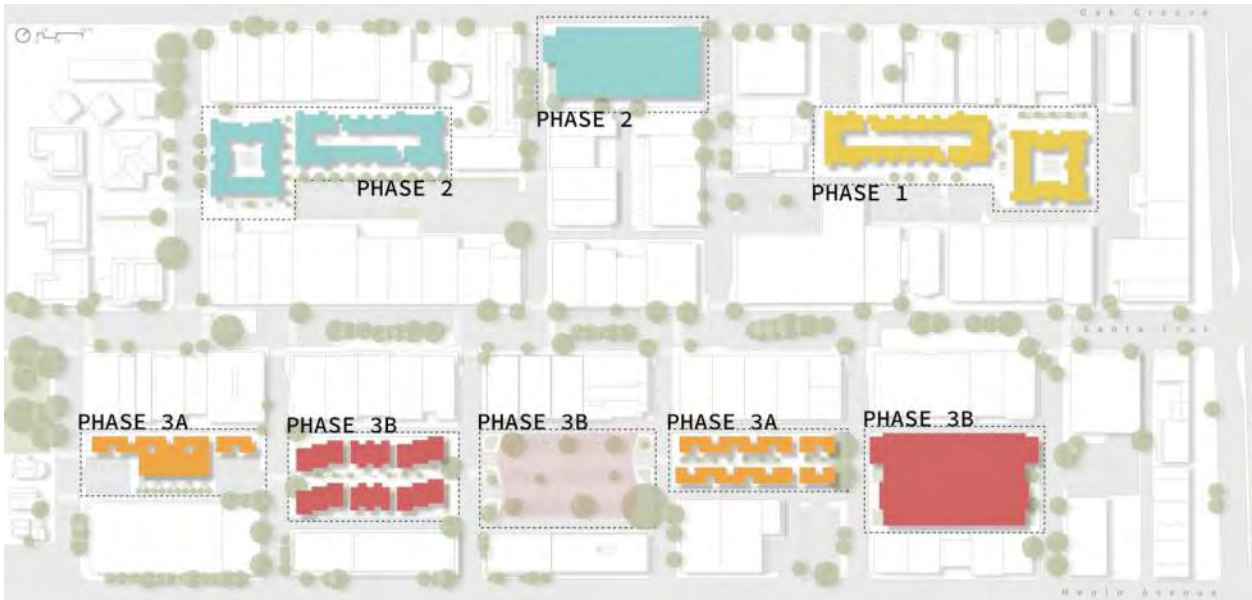 Oak Grove
PHASE 2
PHASE 2
PHASE 1
Santa Cruz
PHASE 3A
PHASE 3B
PHASE 3B
PHASE 3A
PHASE 3B
Menlo Avenue